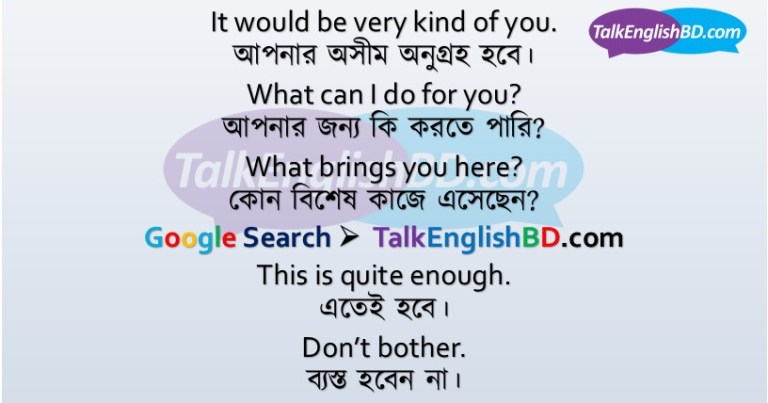 It would be very kind of you.
TalkEnglishBD.com
আপনার অসীম অনুগ্রহ হবে।
What can I do for you?
আপনার জন্য কি করতে পারি?
TalkEnglishBD.com
What brings you here?
কোন বিশেষ কাজে এসেছেন?
Google Search ➢ TalkEnglishBD.com
This is quite enough.
এতেই হবে।
Don’t bother.
ব্যস্ত হবেন না।